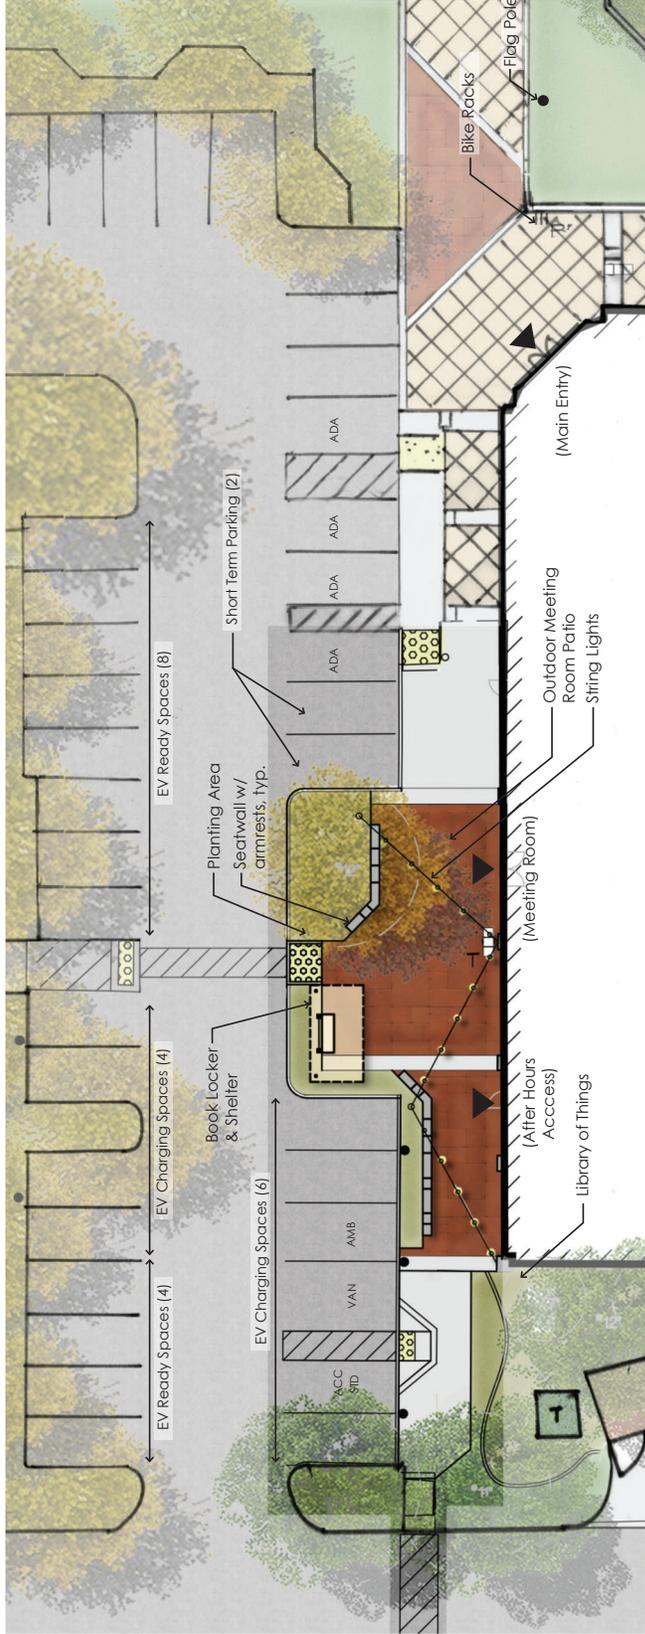 EV Ready Spaces (4)
EV Charging Spaces (4)
EV Ready Spaces (8)
EV Charging Spaces (6)
Book Locker
& Shelter
Planting Area
Seatwall w/
armrests, typ.
Short Term Parking (2)
ACC
STD
VAN
AMB
ADA
ADA
ADA
ADA
Bike Racks
Flag Pole
T
T
(After Hours
Acccess)
(Meeting Room)
(Main Entry)
Library of Things
Outdoor Meeting
Room Patio
String Lights